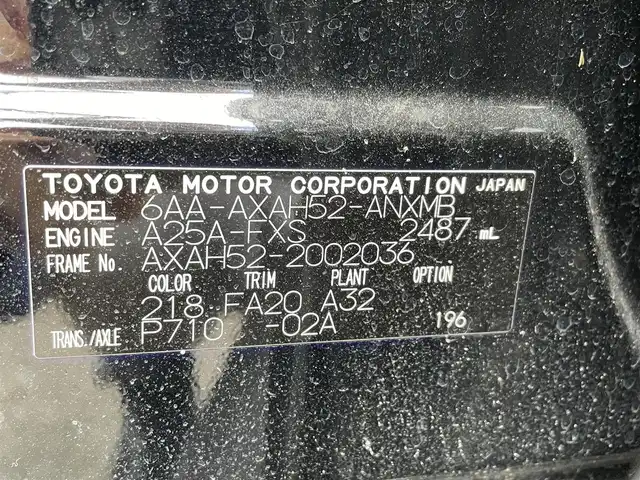 TOYOTA MOTOR CORPORATION JAPAN
MODEL 6AA-AXAH52-ANXMB
ENGINE A25A-FXS 2487 mL
FRAME No. AXAH52-2002036
COLOR TRIM PLANT OPTION
218 FA20 A32
TRANS./AXLE P710 -02A 196